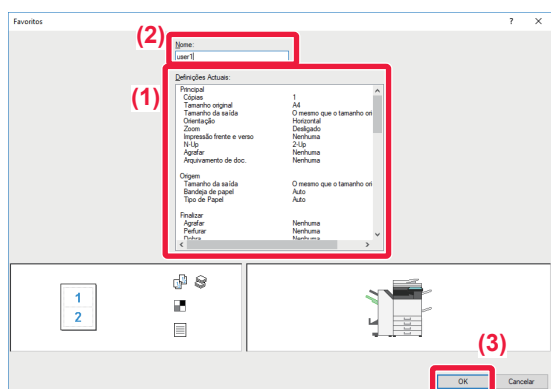 Favoritos
?
(2)
Nome:
user1
(1)
Definições Actuais:
Principal
Cópias 1
Tamanho original A4
Tamanho da saída O mesmo que o tamanho ori
Orientação Horizontal
Zoom Desligado
Impressão frente e verso Nenhuma
N-Up 2-Up
Agrafar Nenhuma
Arquivamento de doc. Nenhuma
Origem
Tamanho da saída O mesmo que o tamanho ori
Bandeja de papel Auto
Tipo de Papel Auto
Finalizar
Agrafar Nenhuma
Perfurar Nenhuma
Dobra Nenhuma
1
2
(3)
OK Cancelar